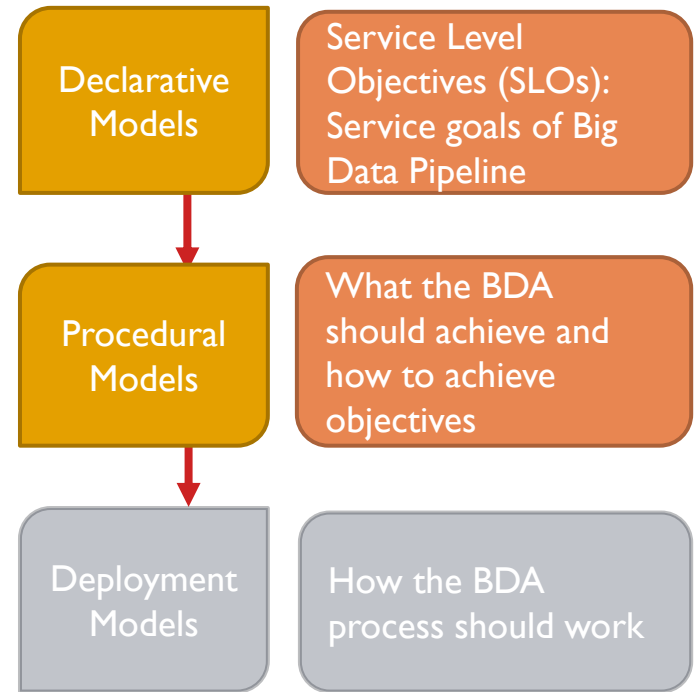 Declarative
Models
Service Level
Objectives (SLOs):
Service goals of Big
Data Pipeline
Procedural
Models
What the BDA
should achieve and
how to achieve
objectives
Deployment
Models
How the BDA
process should work